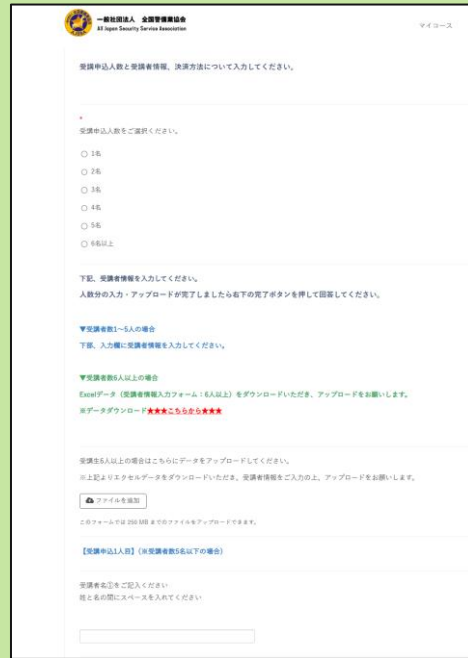 一般社団法人 全国警備業協会
All Japan Security Service Association
マイコース
受講申込人数と受講者情報、決済方法について入力してください。
*
受講申込人数をご選択ください。
1名
2名
3名
4名
5名
6名以上
下記、受講者情報を入力してください。
人数分の入力・アップロードが完了しましたら右下の完了ボタンを押して回答してください。
▼受講者数1～5人の場合
下部、入力欄に受講者情報を入力してください。
▼受講者数6人以上の場合
Excelデータ（受講者情報入力フォーム：6人以上）をダウンロードいただき、アップロードをお願いします。
※データダウンロード★★★こちらから★★★
受講生6人以上の場合はこちらにデータをアップロードしてください。
※上記よりエクセルデータをダウンロードいただき、受講者情報をご入力の上、アップロードをお願いします。
ファイルを追加
このフォームでは 250 MB までのファイルをアップロードできます。
【受講申込1人目】(※受講者数5名以下の場合)
受講者名①をご記入ください
姓と名の間にスペースを入れてください